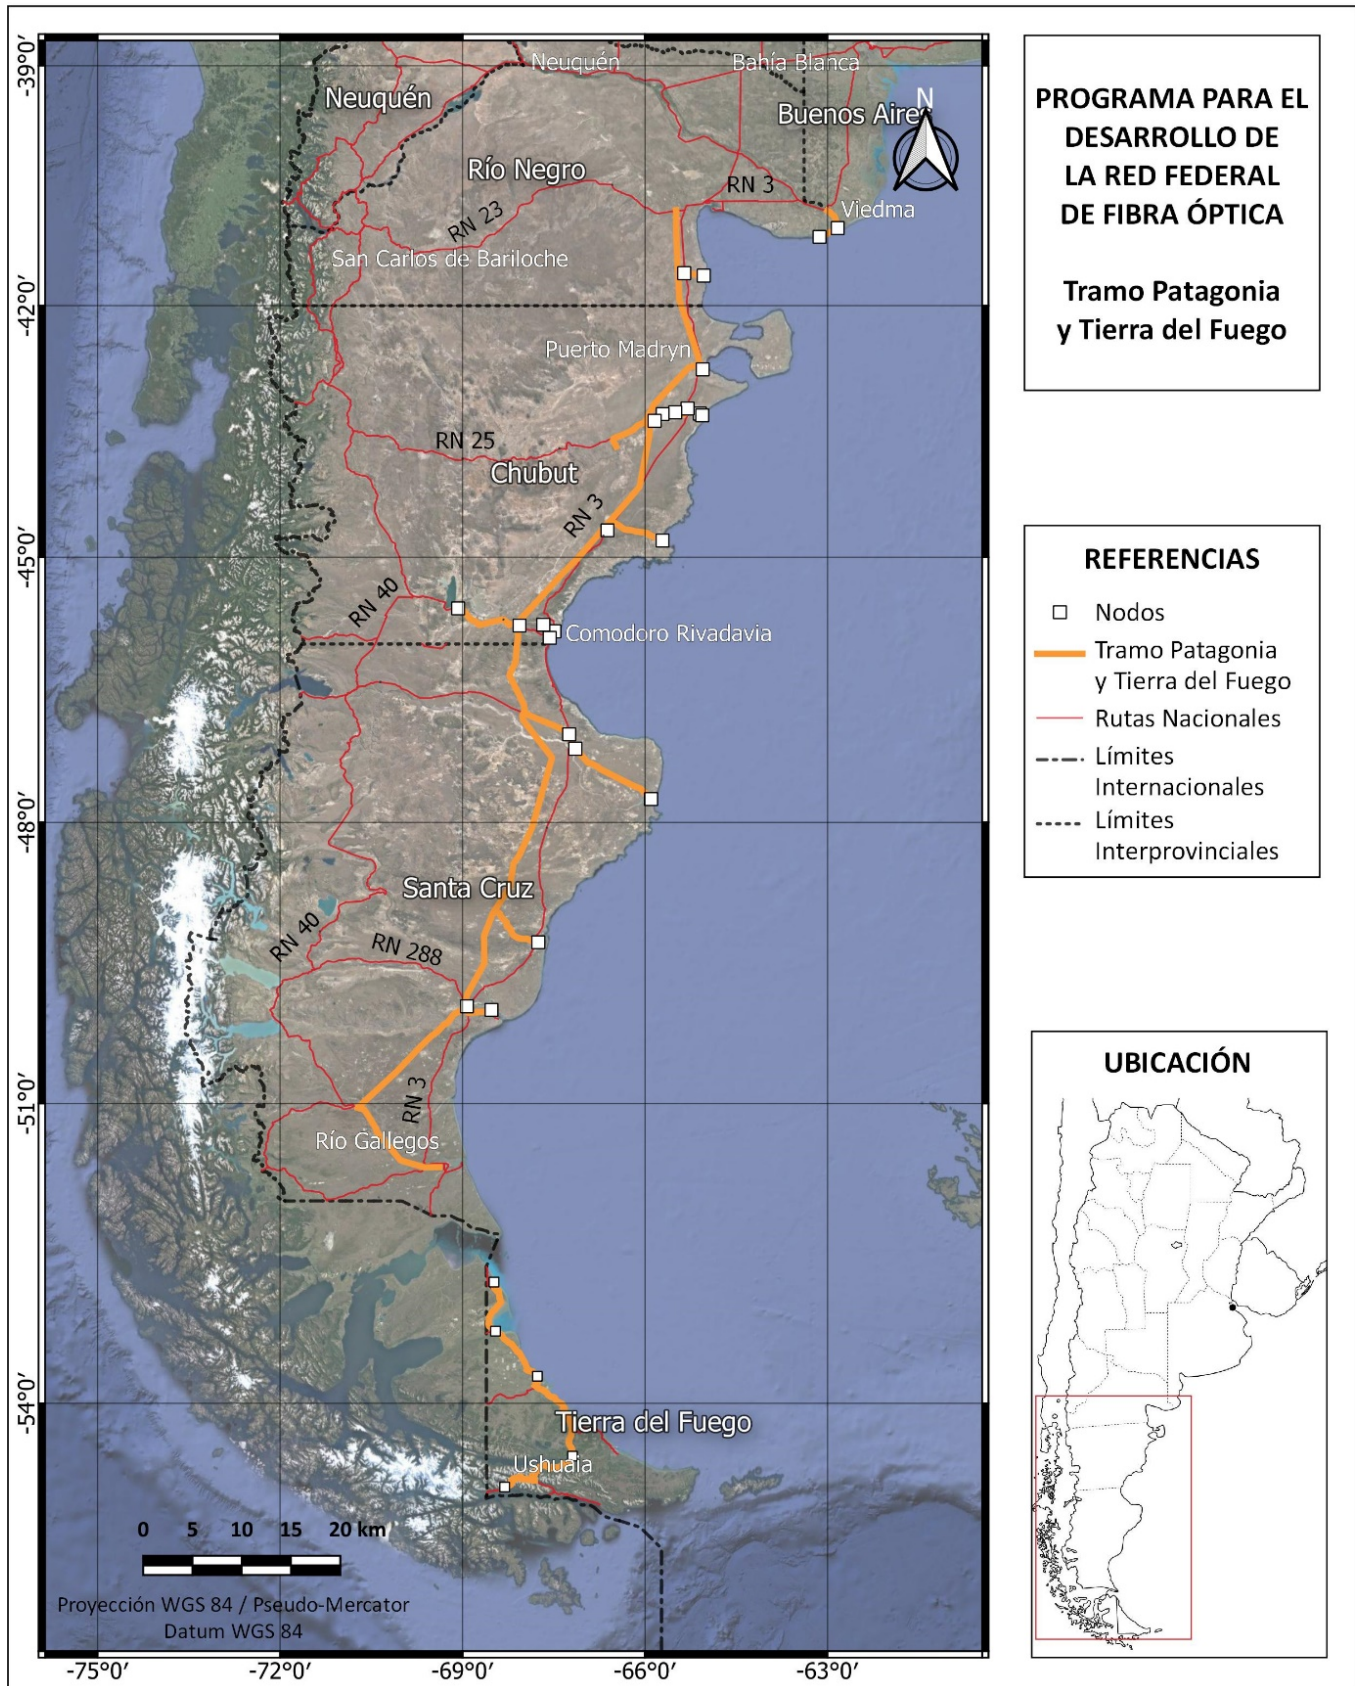 -39°0'
-42°0'
-45°0'
-48°0'
-51°0'
-54°0'
-75°0'
-72°0'
-69°0'
-66°0'
-63°0'
Neuquén
Bahía Blanca
Neuquén
Buenos Aires
N
Río Negro
RN 3
RN 23
Viedma
San Carlos de Bariloche
Puerto Madryn
RN 25
Chubut
RN 3
RN 40
Comodoro Rivadavia
Santa Cruz
RN 40
RN 288
RN 3
Río Gallegos
Tierra del Fuego
Ushuaia
0 5 10 15 20 km
Proyección WGS 84 / Pseudo-Mercator
Datum WGS 84
PROGRAMA PARA EL
DESARROLLO DE
LA RED FEDERAL
DE FIBRA ÓPTICA
Tramo Patagonia
y Tierra del Fuego
REFERENCIAS
Nodos
Tramo Patagonia
y Tierra del Fuego
Rutas Nacionales
Límites
Internacionales
Límites
Interprovinciales
UBICACIÓN